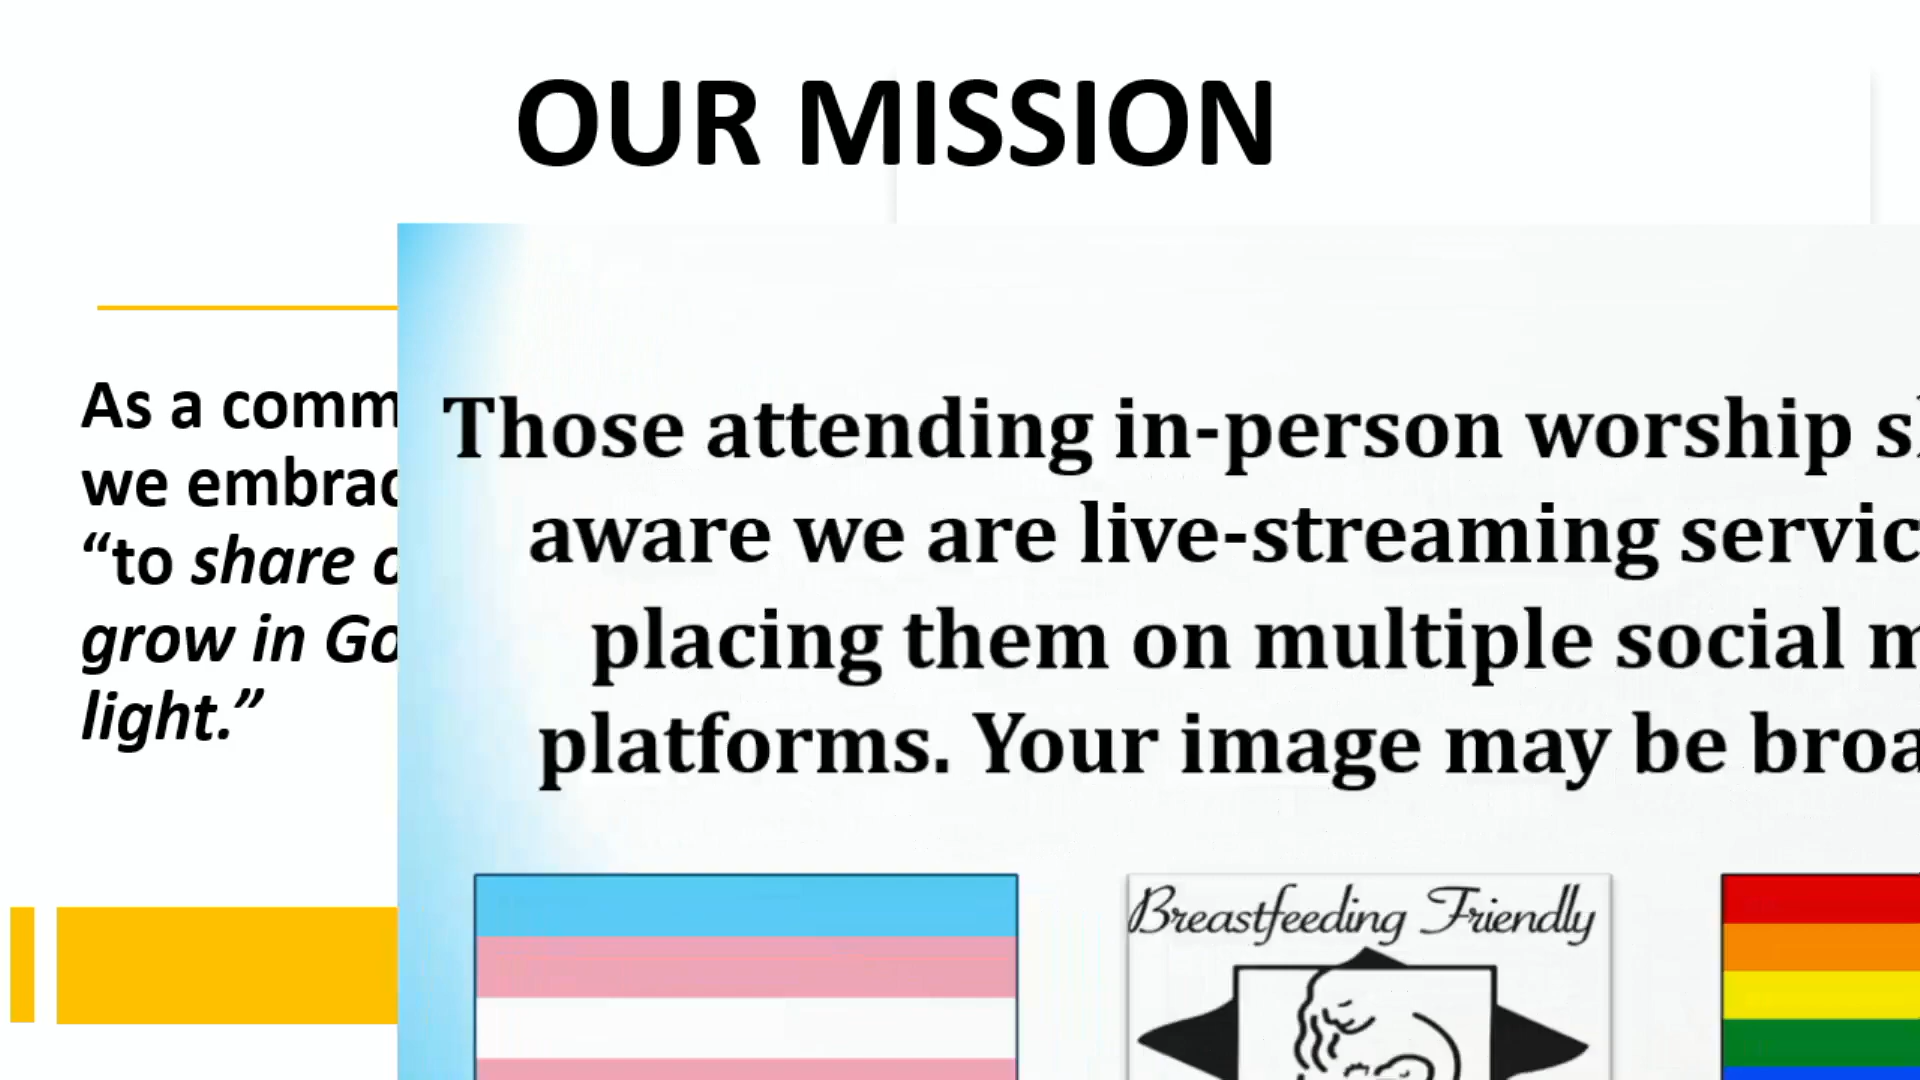 OUR MISSION
As a comm
we embrac
“to share o
grow in Go
light.”
Those attending in-person worship s
aware we are live-streaming servic
placing them on multiple social m
platforms. Your image may be broa
Breastfeeding Friendly